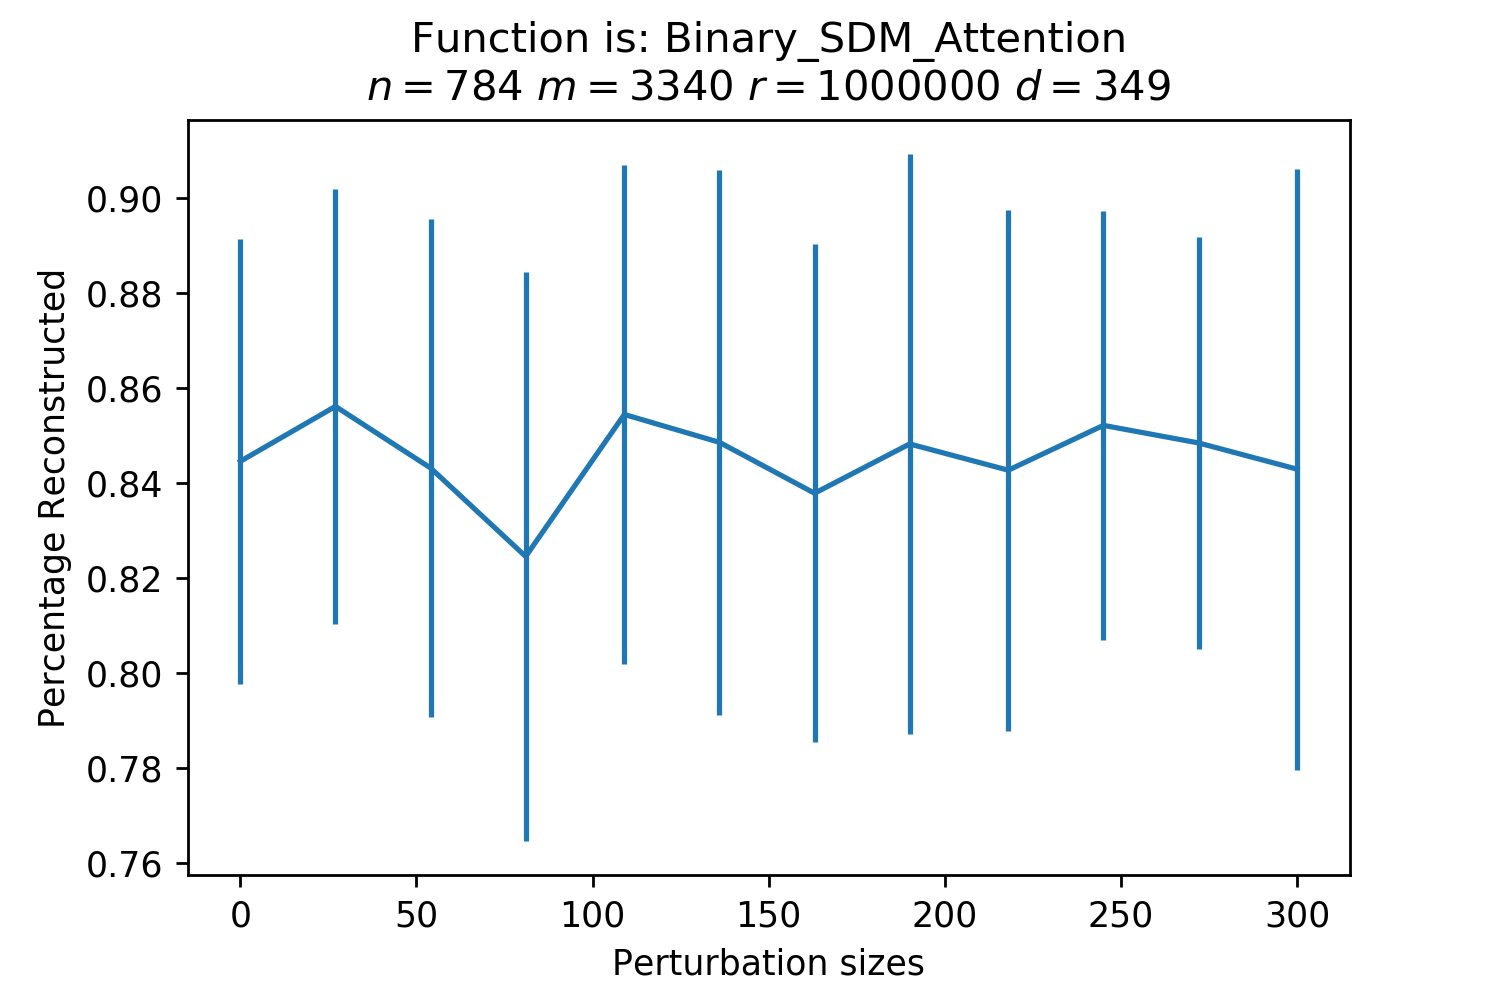 Function is: Binary_SDM_Attention
n = 784 m = 3340 r = 1000000 d = 349
Percentage Reconstructed
0.90
0.88
0.86
0.84
0.82
0.80
0.78
0.76
0 50 100 150 200 250 300
Perturbation sizes